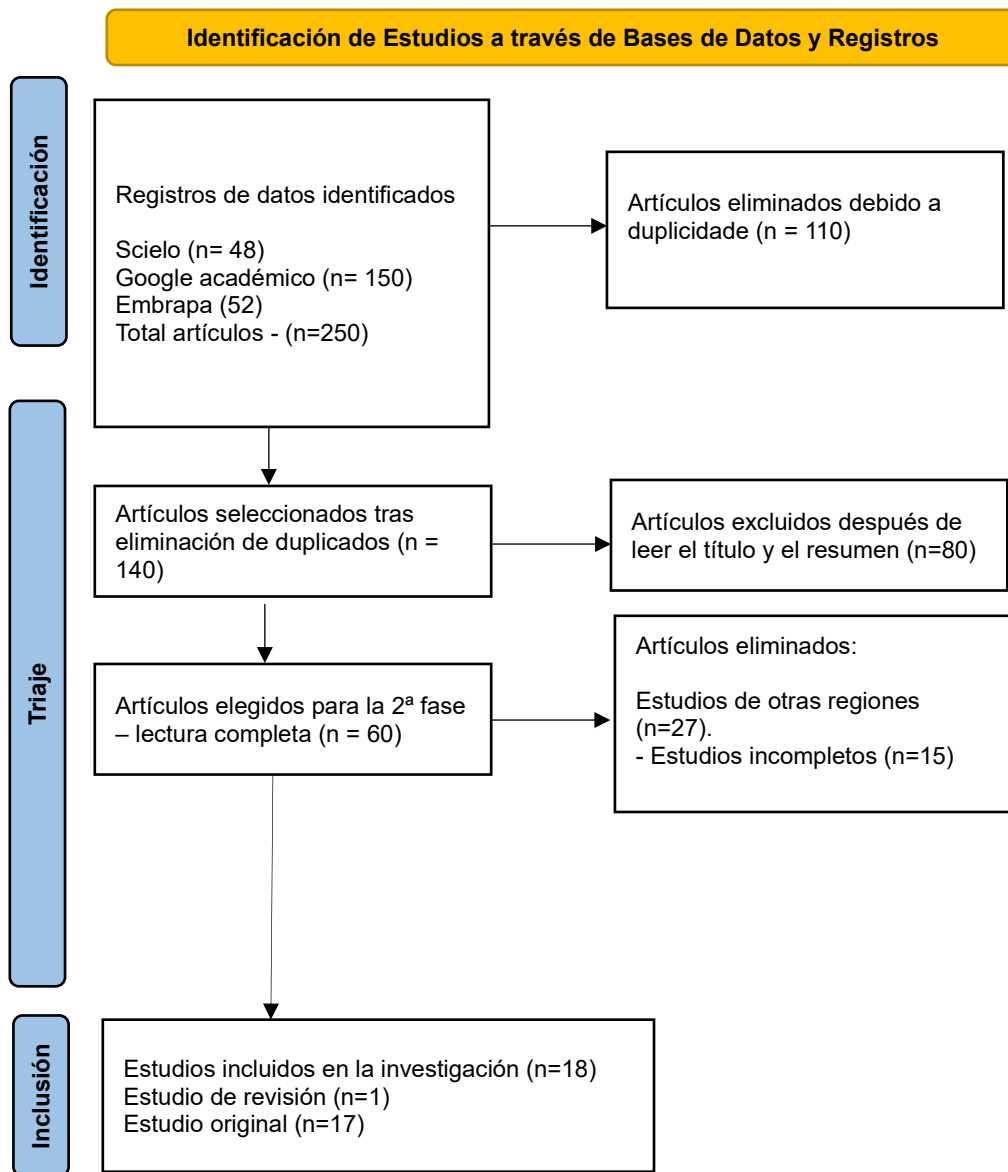 Identificación de Estudios a través de Bases de Datos y Registros
Identificación
Registros de datos identificados
Scielo (n= 48)
Google académico (n= 150)
Embrapa (52)
Total artículos - (n=250)
Artículos eliminados debido a
duplicidade (n = 110)
Triaje
Artículos seleccionados tras
eliminación de duplicados (n =
140)
Artículos excluidos después de
leer el título y el resumen (n=80)
Artículos elegidos para la 2ª fase
– lectura completa (n = 60)
Artículos eliminados:
Estudios de otras regiones
(n=27).
- Estudios incompletos (n=15)
Inclusión
Estudios incluidos en la investigación (n=18)
Estudio de revisión (n=1)
Estudio original (n=17)